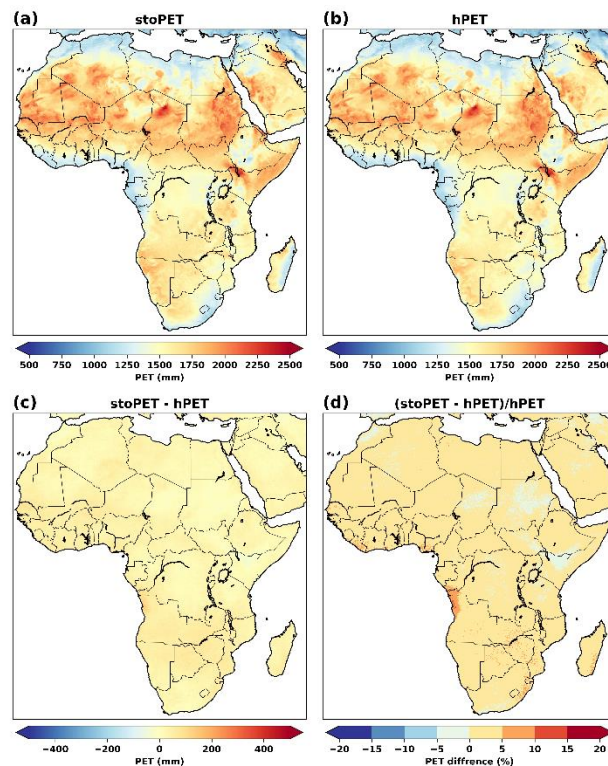 (a) stoPET
(b) hPET
500 750 1000 1250 1500 1750 2000 2250 2500
PET (mm)
500 750 1000 1250 1500 1750 2000 2250 2500
PET (mm)
(c) stoPET - hPET
(d) (stoPET - hPET)/hPET
−400 −200 0 200 400
PET (mm)
−20 −15 −10 −5 0 5 10 15 20
PET diffrence (%)